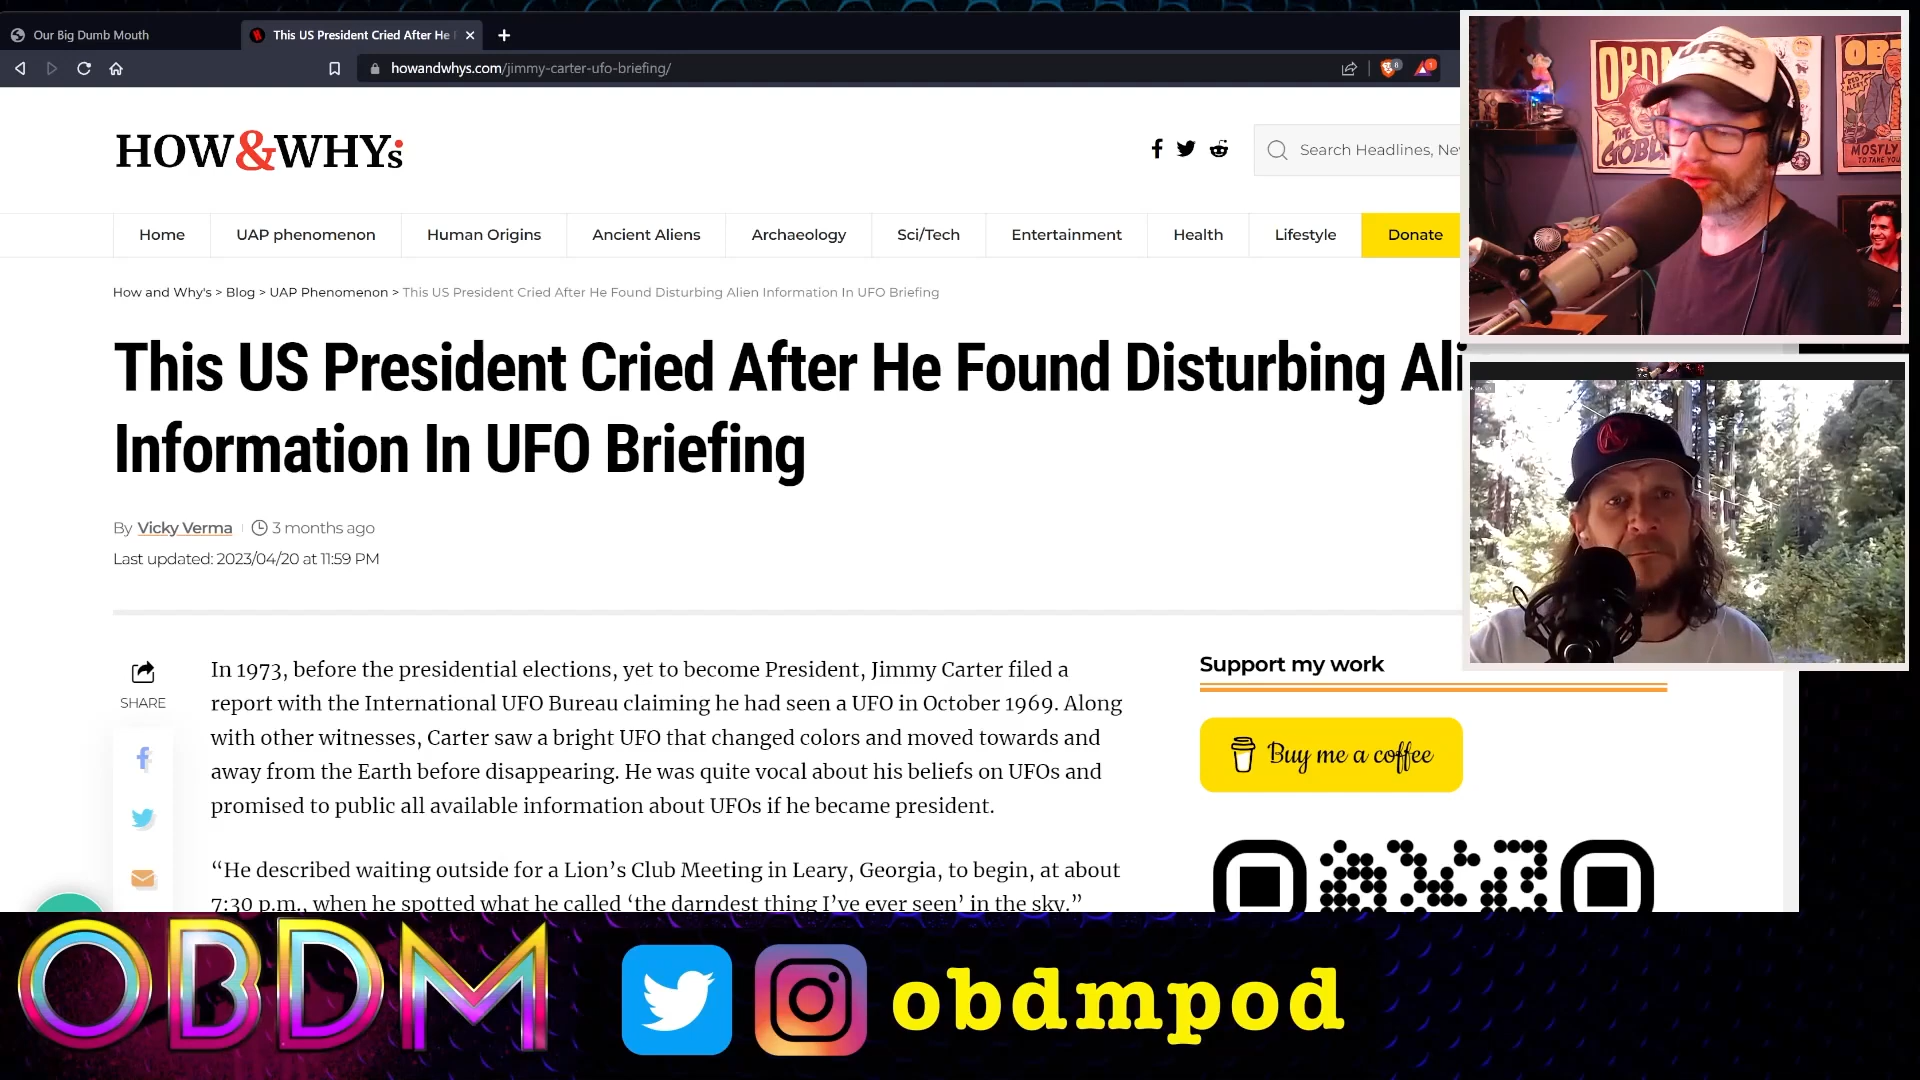 Our Big Dumb Mouth
This US President Cried After He
howandwhys.com/jimmy-carter-ufo-briefing/
HOW&WHYs
Search Headlines, Ne
Home
UAP phenomenon
Human Origins
Ancient Aliens
Archaeology
Sci/Tech
Entertainment
Health
Lifestyle
Donate
How and Why's > Blog > UAP Phenomenon > This US President Cried After He Found Disturbing Alien Information In UFO Briefing
This US President Cried After He Found Disturbing Ali
Information In UFO Briefing
By Vicky Verma 3 months ago
Last updated: 2023/04/20 at 11:59 PM
SHARE
In 1973, before the presidential elections, yet to become President, Jimmy Carter filed a
report with the International UFO Bureau claiming he had seen a UFO in October 1969. Along
with other witnesses, Carter saw a bright UFO that changed colors and moved towards and
away from the Earth before disappearing. He was quite vocal about his beliefs on UFOs and
promised to public all available information about UFOs if he became president.
“He described waiting outside for a Lion’s Club Meeting in Leary, Georgia, to begin, at about
7:30 p.m., when he spotted what he called ‘the darndest thing I’ve ever seen’ in the sky.”
Support my work
Buy me a coffee
OBDM
THE
OB
MOSTLY
TO TAKE YOU
UFO
OBDM
obdmpod